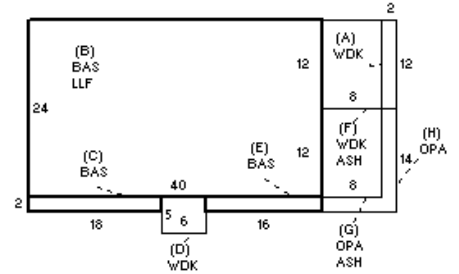 2
(A)
WDK
12
12
8
(B)
BAS
LLF
24
(F)
WDK
ASH
12
(H)
OPA
14
(E)
BAS
(C)
BAS
40
8
2
18
5
6
16
(D)
WDK
(G)
OPA
ASH